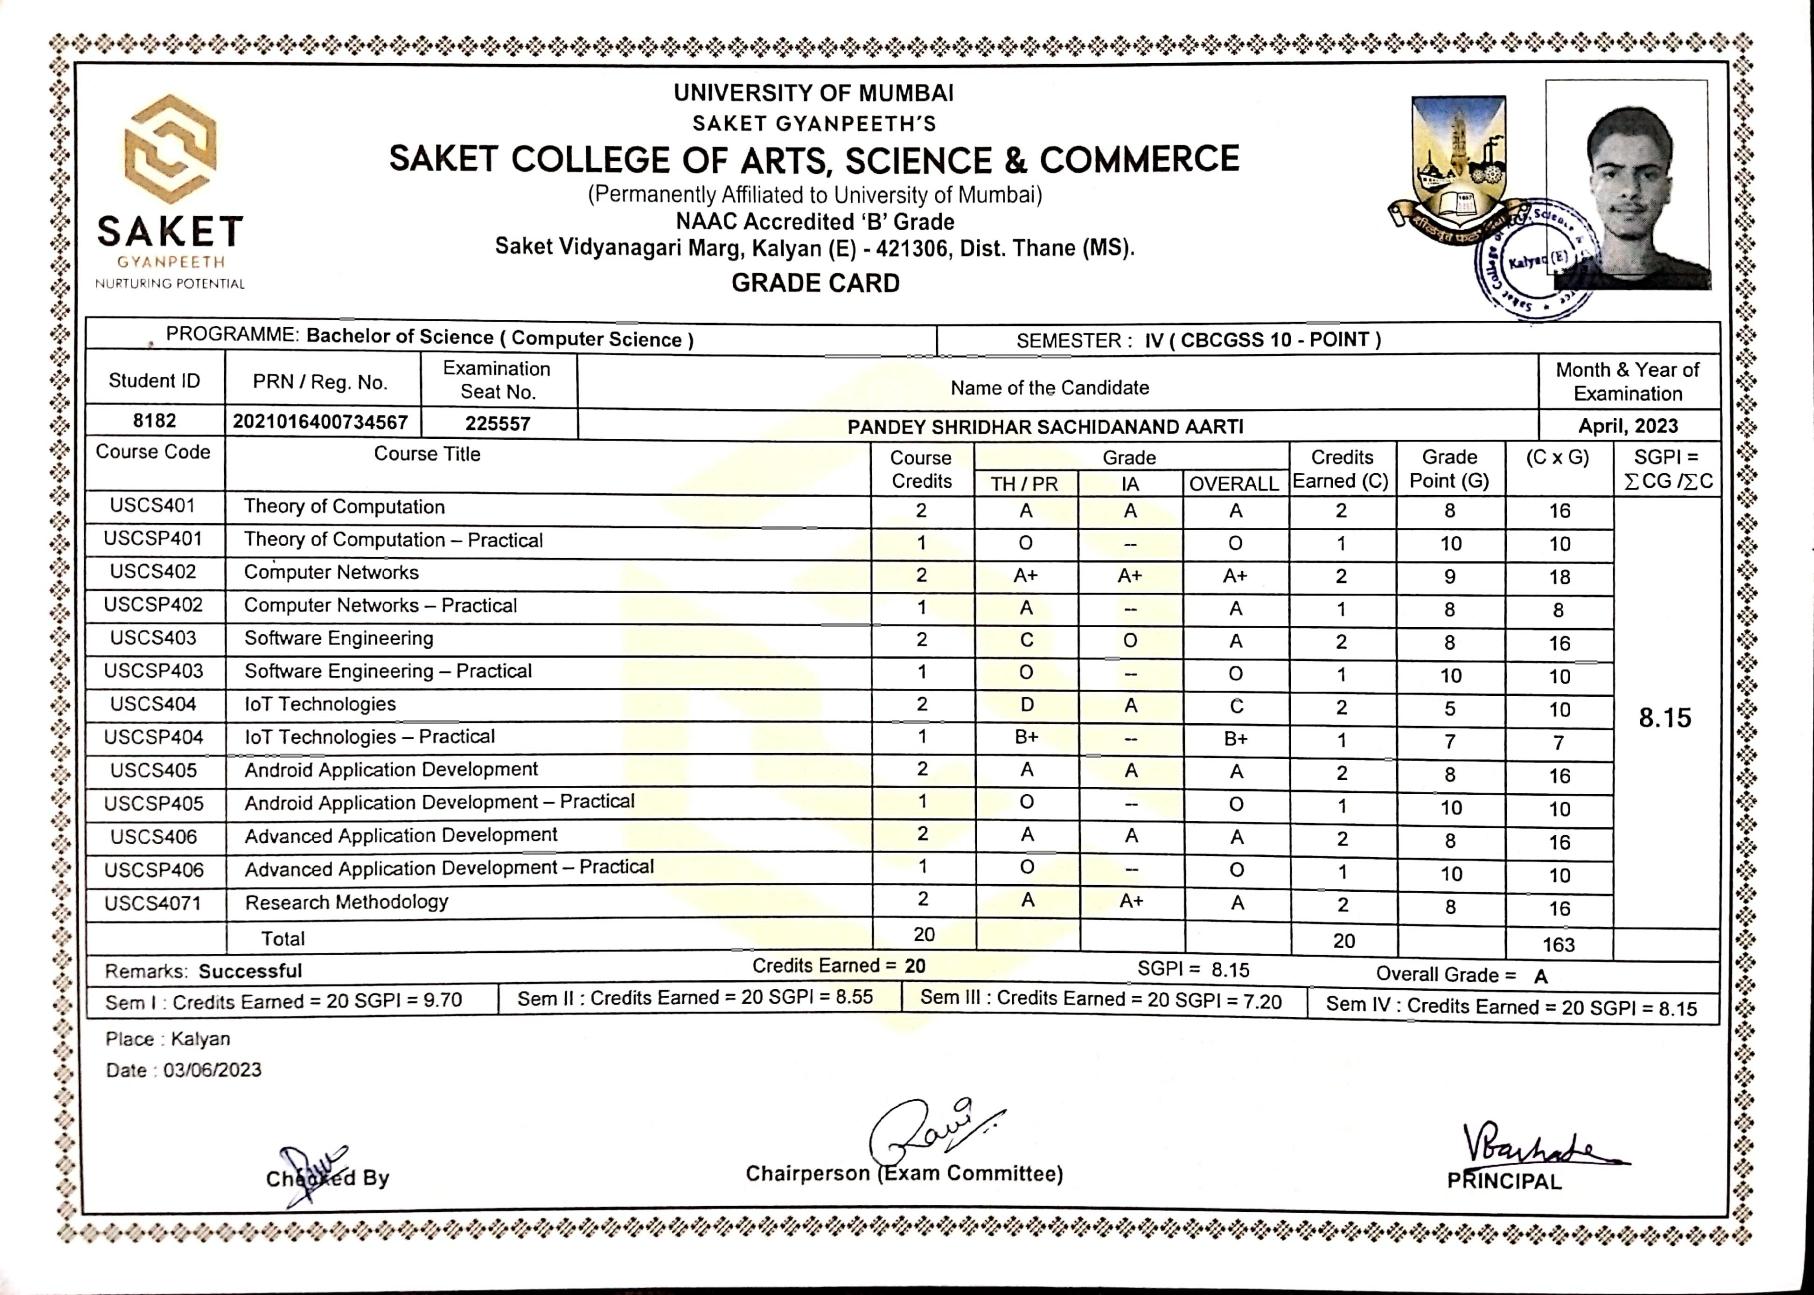 SAKET
GYANPEETH
NURTURING POTENTIAL
UNIVERSITY OF MUMBAI
SAKET GYANPEETH'S
SAKET COLLEGE OF ARTS, SCIENCE & COMMERCE
(Permanently Affiliated to University of Mumbai)
NAAC Accredited 'B' Grade
Saket Vidyanagari Marg, Kalyan (E) - 421306, Dist. Thane (MS).
GRADE CARD
Kalyan (E)
PROGRAMME: Bachelor of Science ( Computer Science ) SEMESTER : IV ( CBCGSS 10 - POINT )
Student ID PRN / Reg. No. Examination Seat No. Name of the Candidate Month & Year of Examination
8182 2021016400734567 225557 PANDEY SHRIDHAR SACHIDANAND AARTI April, 2023
Course Code Course Title Course Credits Grade Credits Earned (C) Grade Point (G) (C x G) SGPI = ∑CG /∑C
TH / PR IA OVERALL
USCS401 Theory of Computation 2 A A A 2 8 16
USCSP401 Theory of Computation – Practical 1 O -- O 1 10 10
USCS402 Computer Networks 2 A+ A+ A+ 2 9 18
USCSP402 Computer Networks – Practical 1 A -- A 1 8 8
USCS403 Software Engineering 2 C O A 2 8 16
USCSP403 Software Engineering – Practical 1 O -- O 1 10 10
USCS404 IoT Technologies 2 D A C 2 5 10
8.15
USCSP404 IoT Technologies – Practical 1 B+ -- B+ 1 7 7
USCS405 Android Application Development 2 A A A 2 8 16
USCSP405 Android Application Development – Practical 1 O -- O 1 10 10
USCS406 Advanced Application Development 2 A A A 2 8 16
USCSP406 Advanced Application Development – Practical 1 O -- O 1 10 10
USCS4071 Research Methodology 2 A A+ A 2 8 16
Total 20 20 163
Remarks: Successful Credits Earned = 20 SGPI = 8.15 Overall Grade = A
Sem I : Credits Earned = 20 SGPI = 9.70 Sem II : Credits Earned = 20 SGPI = 8.55 Sem III : Credits Earned = 20 SGPI = 7.20 Sem IV : Credits Earned = 20 SGPI = 8.15
Place : Kalyan
Date : 03/06/2023
Checked By
Chairperson (Exam Committee)
PRINCIPAL